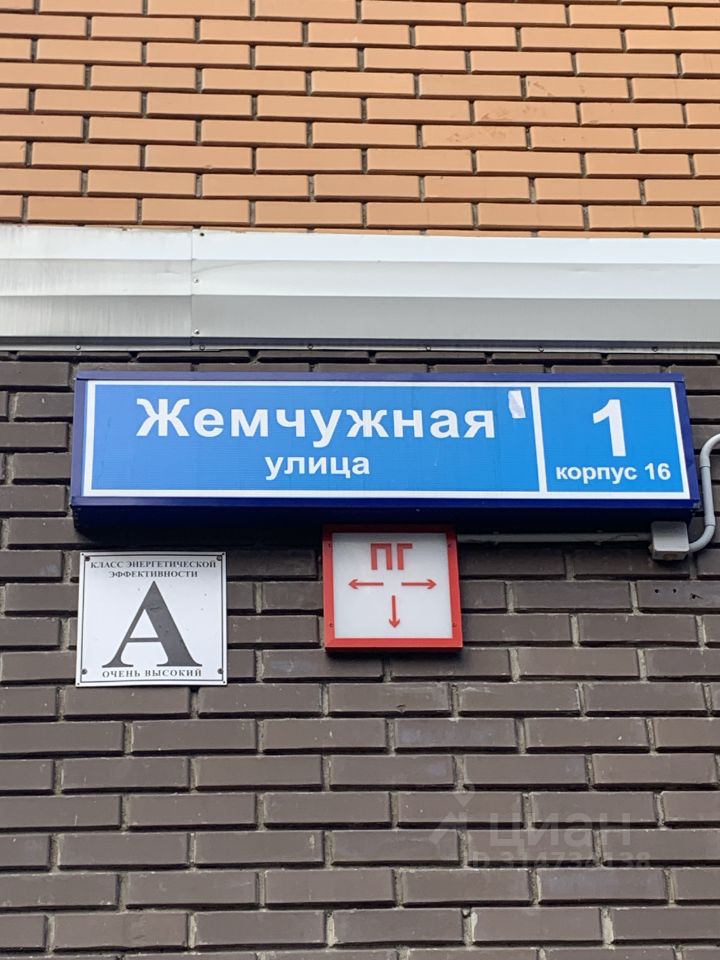 Жемчужная
улица
1
корпус 16
КЛАСС ЭНЕРГЕТИЧЕСКОЙ
ЭФФЕКТИВНОСТИ
А
ОЧЕНЬ ВЫСОКИЙ
ПГ
циан